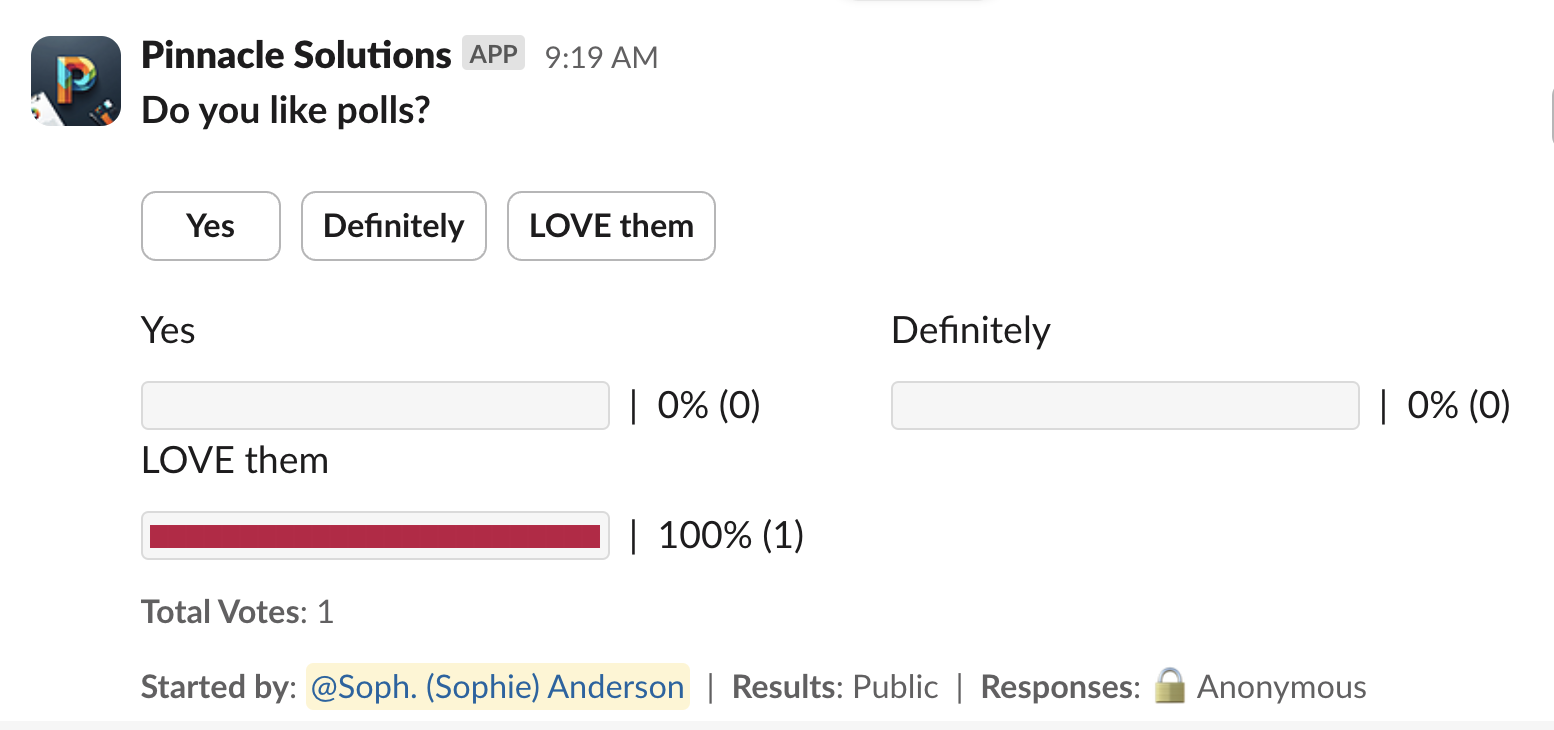 Pinnacle Solutions APP 9:19 AM
Do you like polls?
Yes Definitely LOVE them
Yes Definitely
| 0% (0) | 0% (0)
LOVE them
| 100% (1)
Total Votes: 1
Started by: @Soph. (Sophie) Anderson | Results: Public | Responses: 🔒 Anonymous